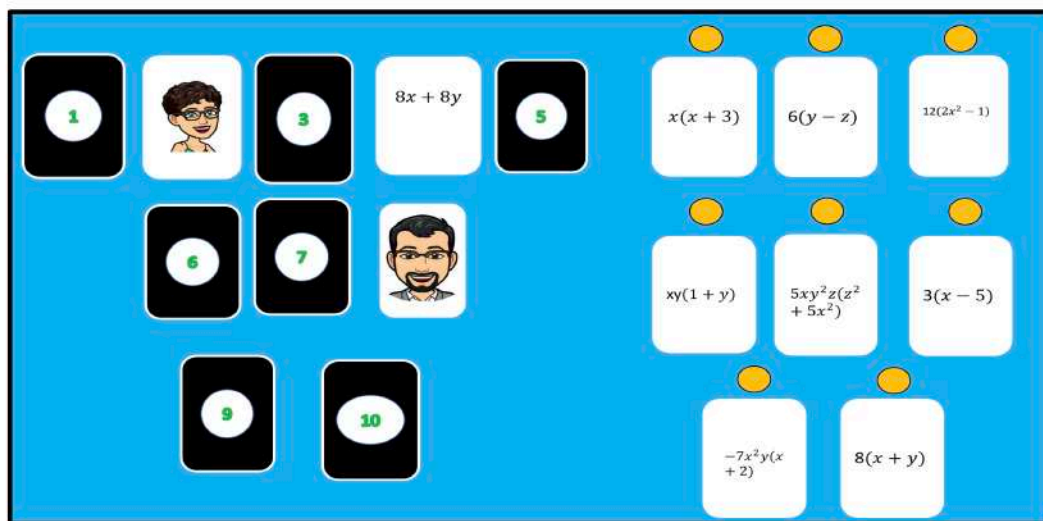 1
3
8x + 8y
5
x(x + 3)
6(y − z)
12(2x² − 1)
6
7
xy(1 + y)
5xy²z(z²
+ 5x²)
3(x − 5)
9
10
−7x²y(x
+ 2)
8(x + y)